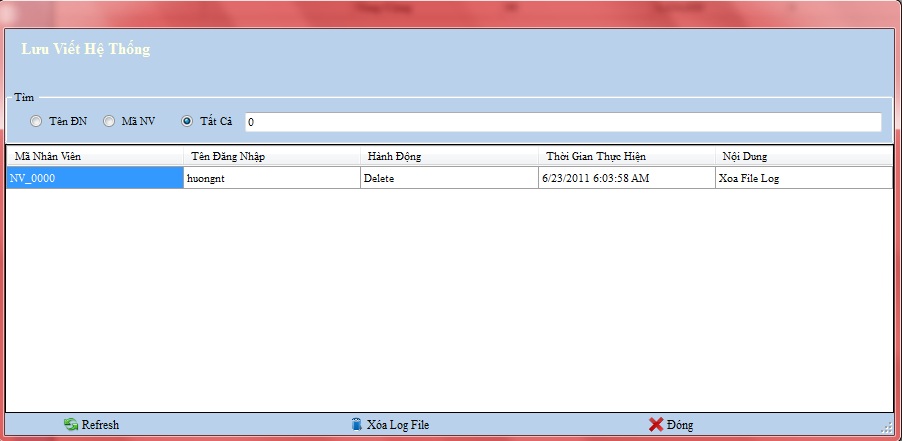 Lưu Viết Hệ Thống
Tìm
Tên ĐN Mã NV Tất Cả 0
Mã Nhân Viên Tên Đăng Nhập Hành Động Thời Gian Thực Hiện Nội Dung
NV_0000 huongnt Delete 6/23/2011 6:03:58 AM Xoa File Log
Refresh Xóa Log File Đóng